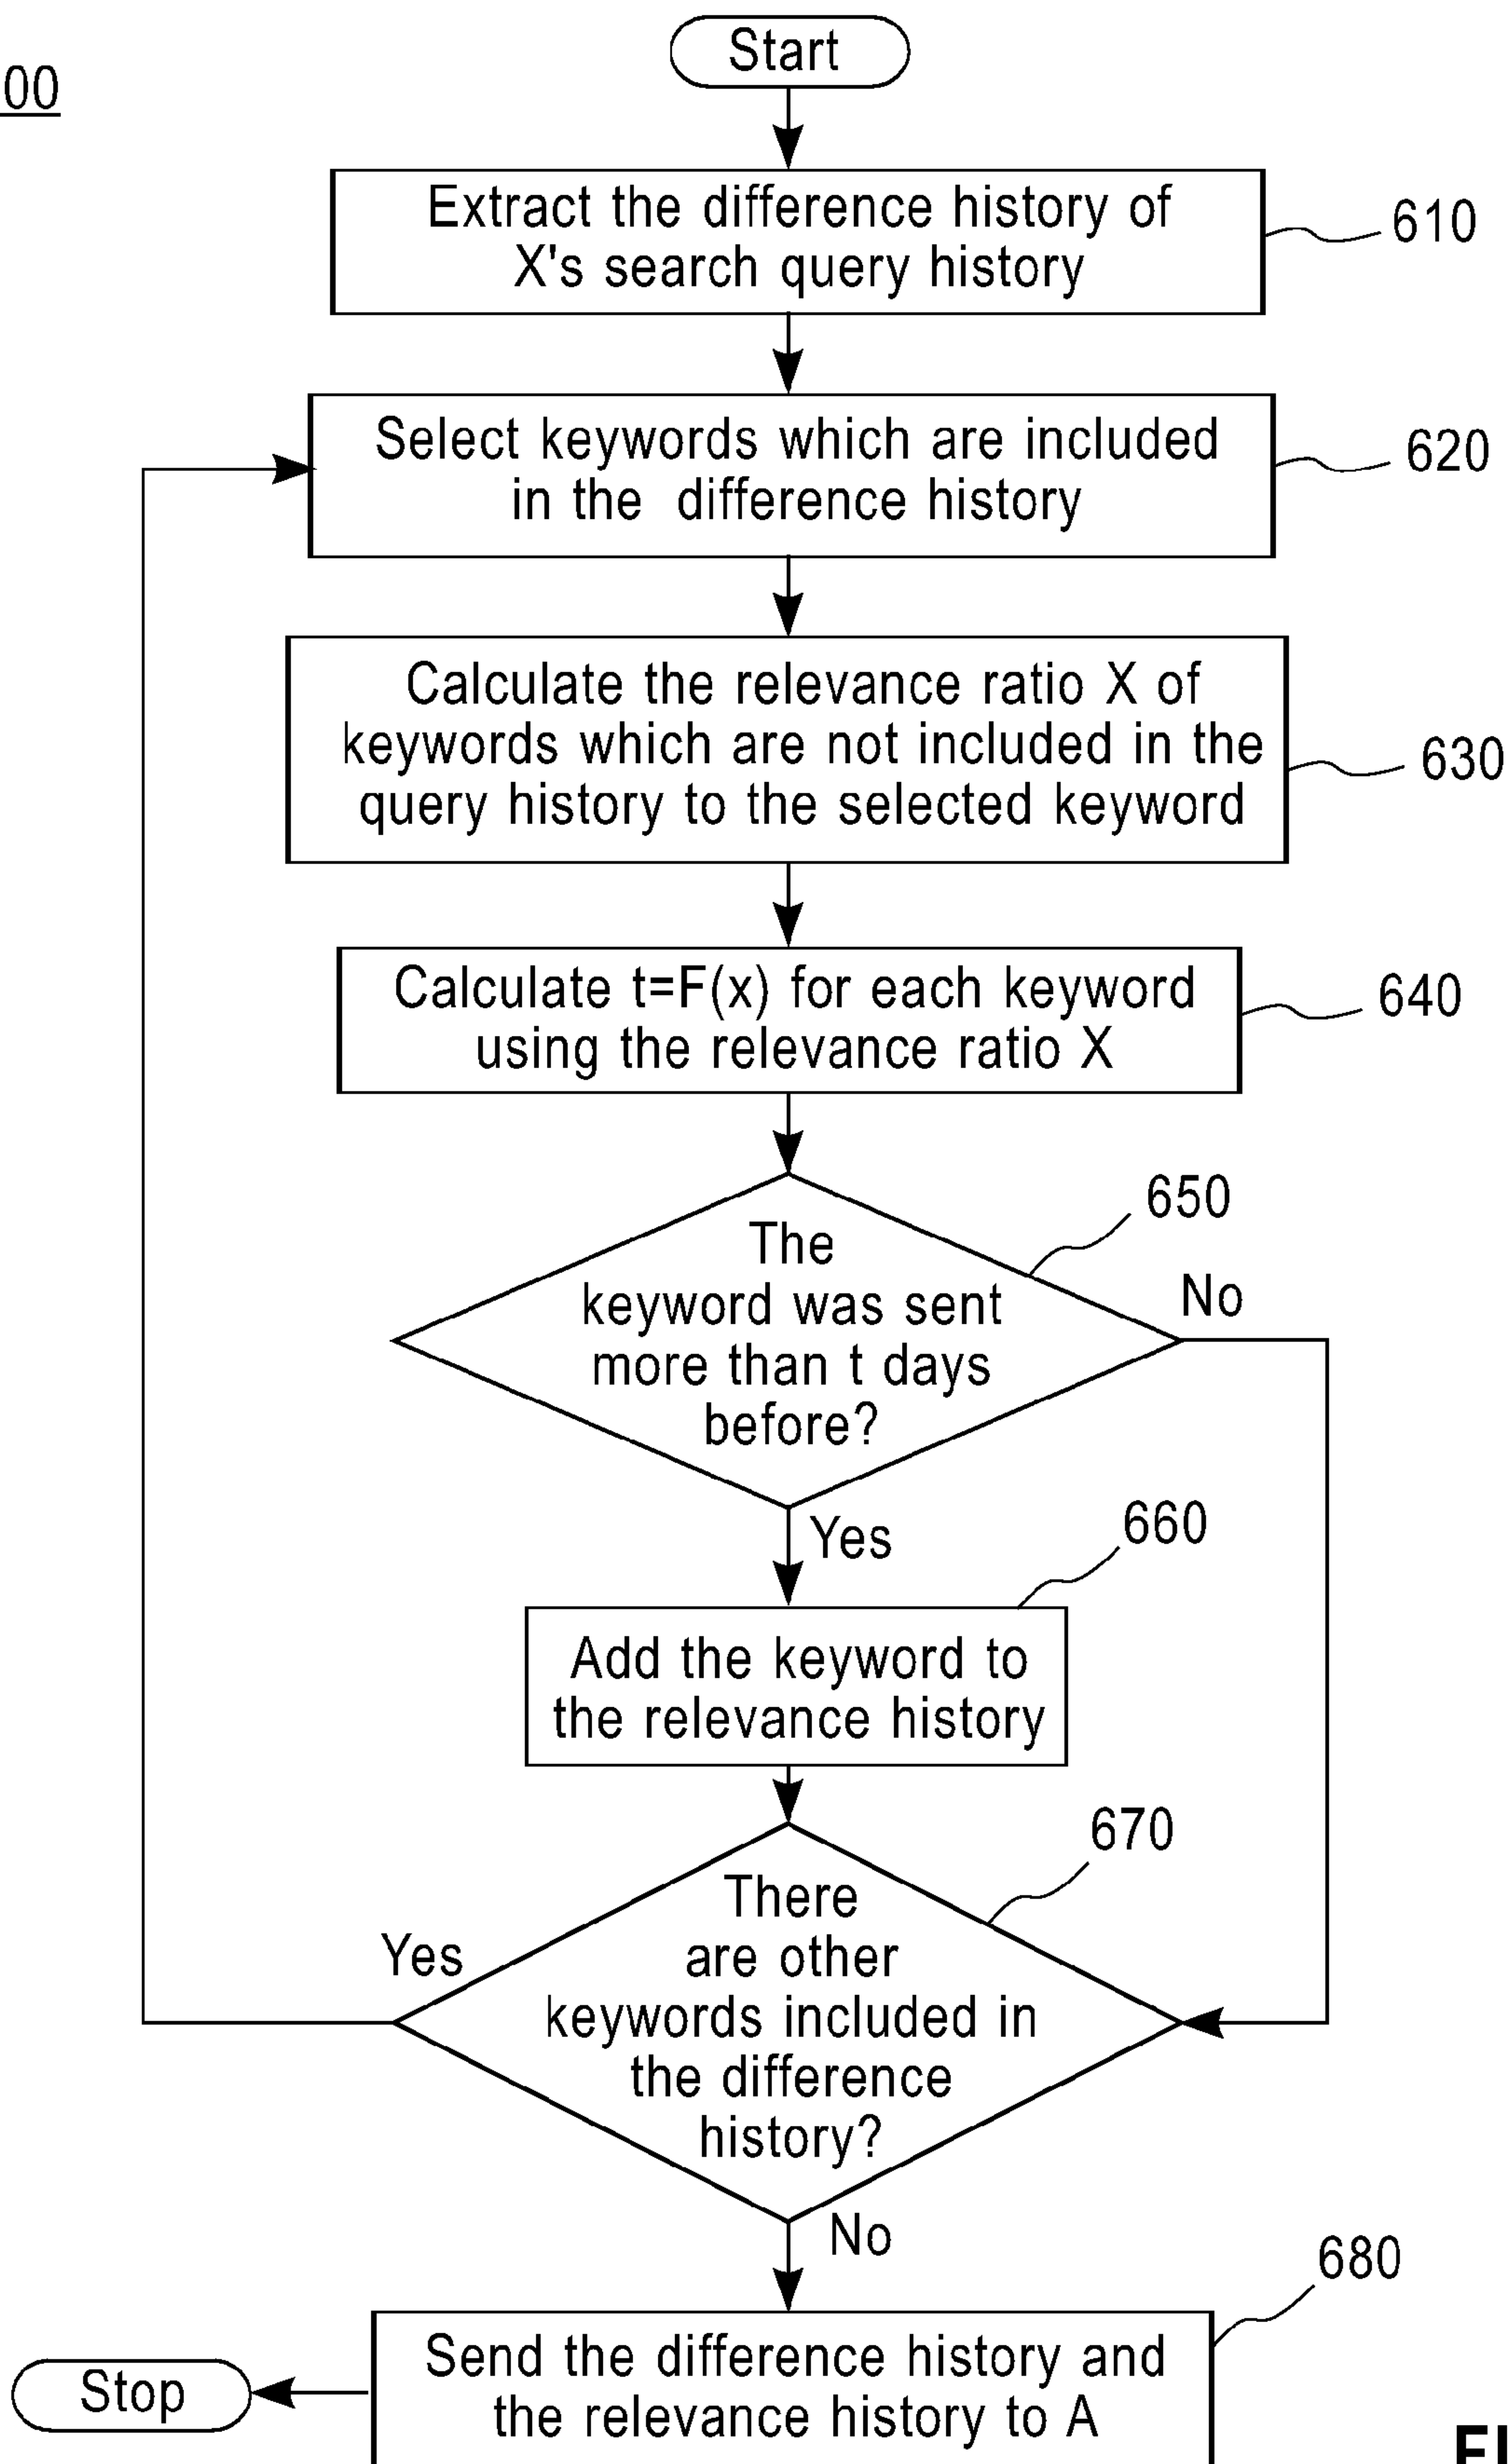 00
Start
Extract the difference history of
X's search query history
610
Select keywords which are included
in the difference history
620
Calculate the relevance ratio X of
keywords which are not included in the
query history to the selected keyword
630
Calculate t=F(x) for each keyword
using the relevance ratio X
640
650
The
keyword was sent
more than t days
before?
No
Yes
660
Add the keyword to
the relevance history
670
There
are other
keywords included in
the difference
history?
Yes
No
680
Send the difference history and
the relevance history to A
Stop